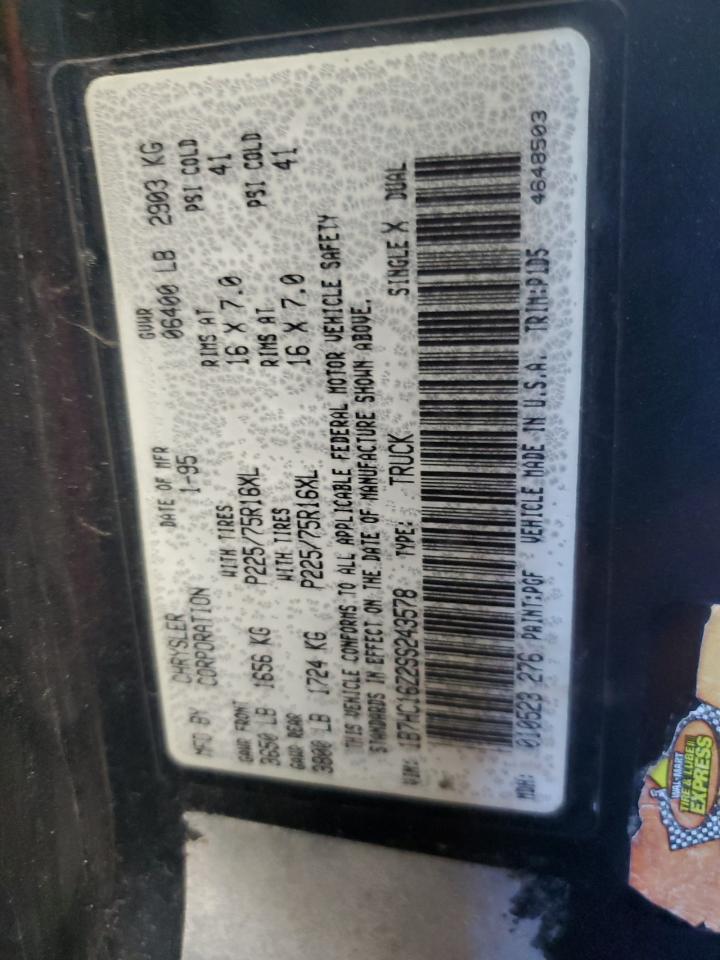 MFD BY CHRYSLER CORPORATION DATE OF MFR 1-95 GVWR 06400 LB 2903 KG
GAWR FRONT WITH TIRES RIMS AT PSI COLD
3650 LB 1656 KG P225/75R16XL 16 X 7.0 41
GAWR REAR WITH TIRES RIMS AT PSI COLD
3800 LB 1724 KG P225/75R16XL 16 X 7.0 41
THIS VEHICLE CONFORMS TO ALL APPLICABLE FEDERAL MOTOR VEHICLE SAFETY
STANDARDS IN EFFECT ON THE DATE OF MANUFACTURE SHOWN ABOVE.
VIN: 1B7HC16Z2SS243578 TYPE: TRUCK SINGLE X DUAL
MDH: 010523 276 PAINT:PGF VEHICLE MADE IN U.S.A. TRIM:P1D5 4648503
WAL-MART
TIRE & LUBE
EXPRESS